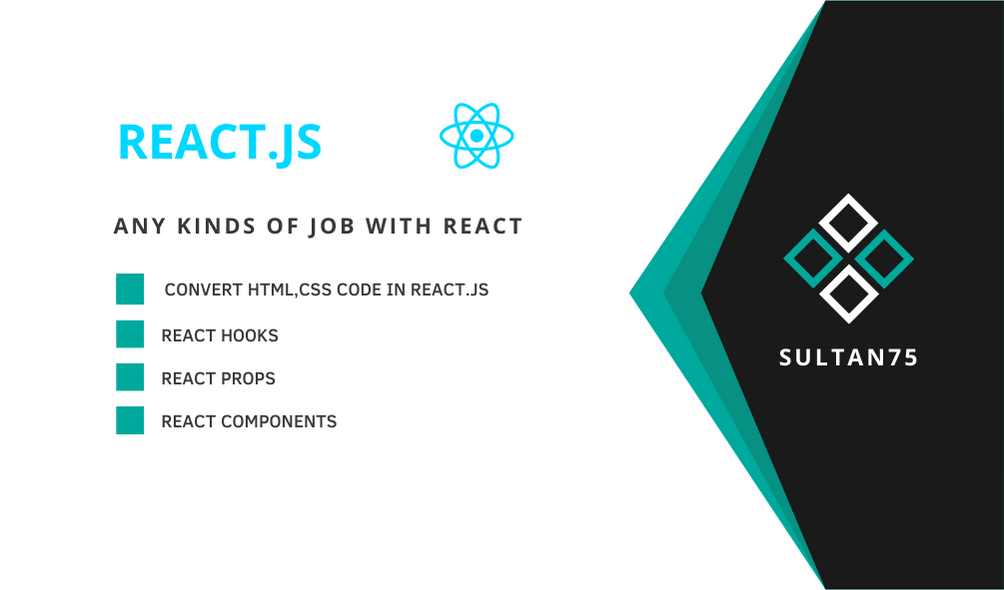 REACT.JS
ANY KINDS OF JOB WITH REACT
CONVERT HTML,CSS CODE IN REACT.JS
REACT HOOKS
REACT PROPS
REACT COMPONENTS
SULTAN75